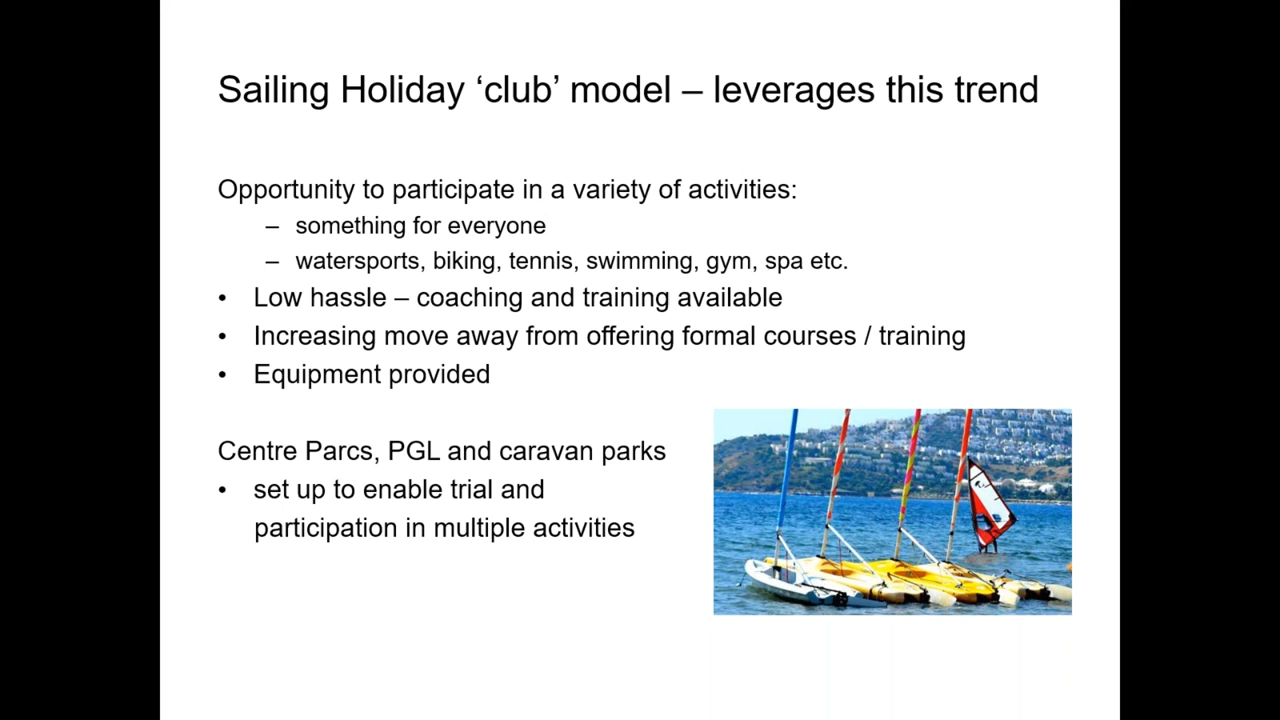 Sailing Holiday ‘club’ model – leverages this trend
Opportunity to participate in a variety of activities:
– something for everyone
– watersports, biking, tennis, swimming, gym, spa etc.
• Low hassle – coaching and training available
• Increasing move away from offering formal courses / training
• Equipment provided
Centre Parcs, PGL and caravan parks
• set up to enable trial and
participation in multiple activities